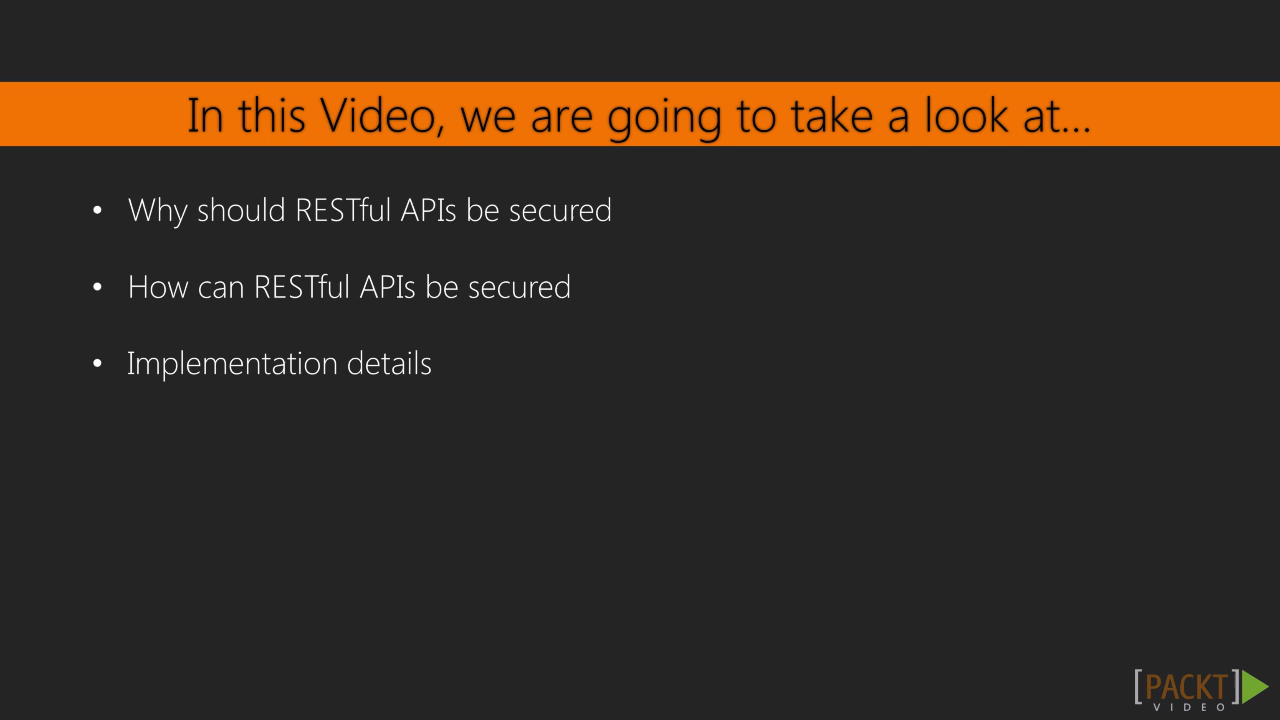 In this Video, we are going to take a look at...
• Why should RESTful APIs be secured
• How can RESTful APIs be secured
• Implementation details
[PACKT]
VIDEO